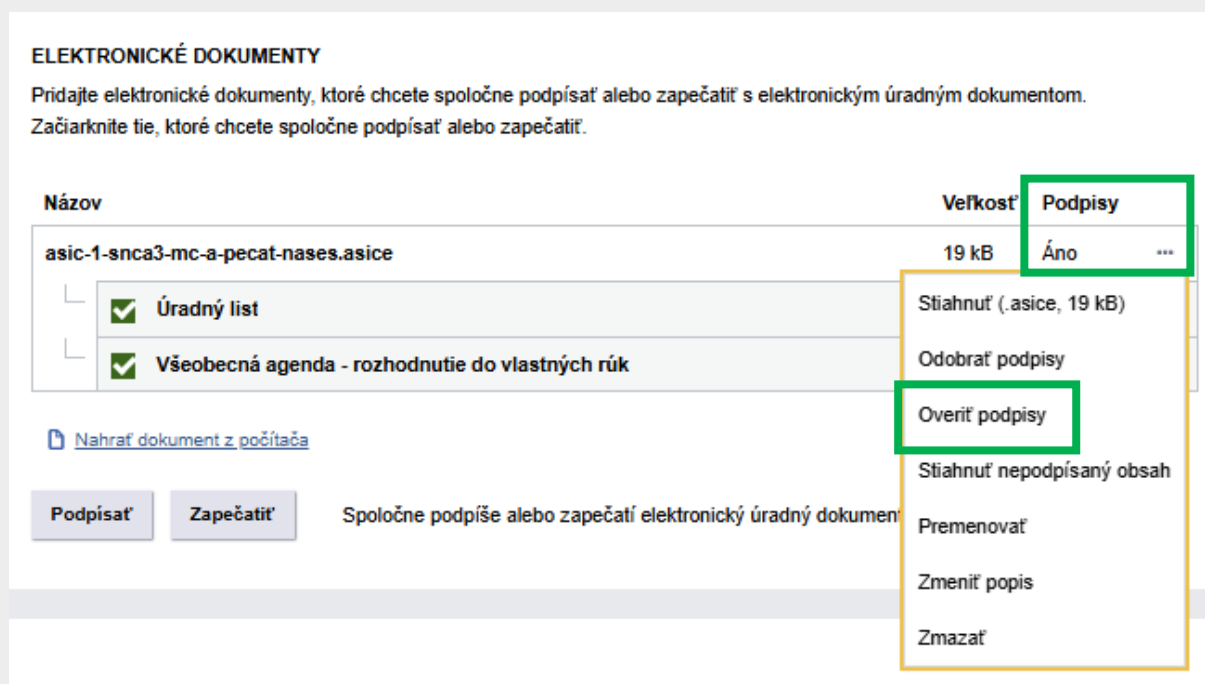 ELEKTRONICKÉ DOKUMENTY
Pridajte elektronické dokumenty, ktoré chcete spoločne podpísať alebo zapečatiť s elektronickým úradným dokumentom.
Začiarknite tie, ktoré chcete spoločne podpísať alebo zapečatiť.
Názov Veľkosť Podpisy
asic-1-snca3-mc-a-pecat-nases.asice 19 kB Áno ...
Úradný list
Všeobecná agenda - rozhodnutie do vlastných rúk
Stiahnuť (.asice, 19 kB)
Odobrať podpisy
Overiť podpisy
Stiahnuť nepodpísaný obsah
Premenovať
Zmeniť popis
Zmazať
Nahrať dokument z počítača
Podpísať Zapečatiť Spoločne podpíše alebo zapečatí elektronický úradný dokument